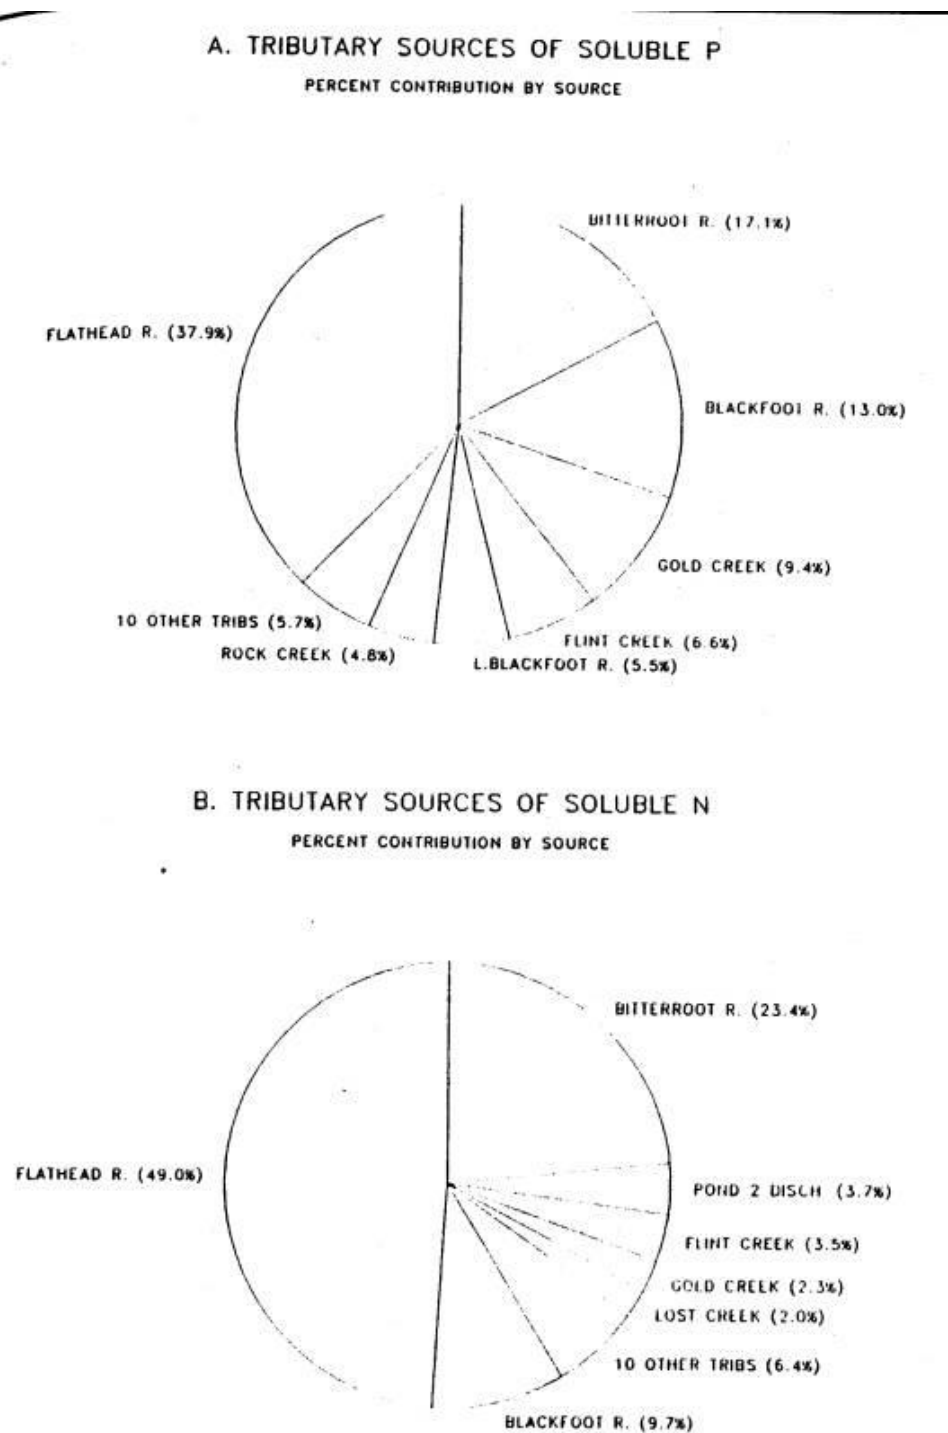 A. TRIBUTARY SOURCES OF SOLUBLE P
PERCENT CONTRIBUTION BY SOURCE
BITTERROOT R. (17.1%)
FLATHEAD R. (37.9%)
BLACKFOOT R. (13.0%)
GOLD CREEK (9.4%)
10 OTHER TRIBS (5.7%)
FLINT CREEK (6.6%)
ROCK CREEK (4.8%)
L.BLACKFOOT R. (5.5%)
B. TRIBUTARY SOURCES OF SOLUBLE N
PERCENT CONTRIBUTION BY SOURCE
BITTERROOT R. (23.4%)
FLATHEAD R. (49.0%)
POND 2 DISCH (3.7%)
FLINT CREEK (3.5%)
GOLD CREEK (2.3%)
LOST CREEK (2.0%)
10 OTHER TRIBS (6.4%)
BLACKFOOT R. (9.7%)